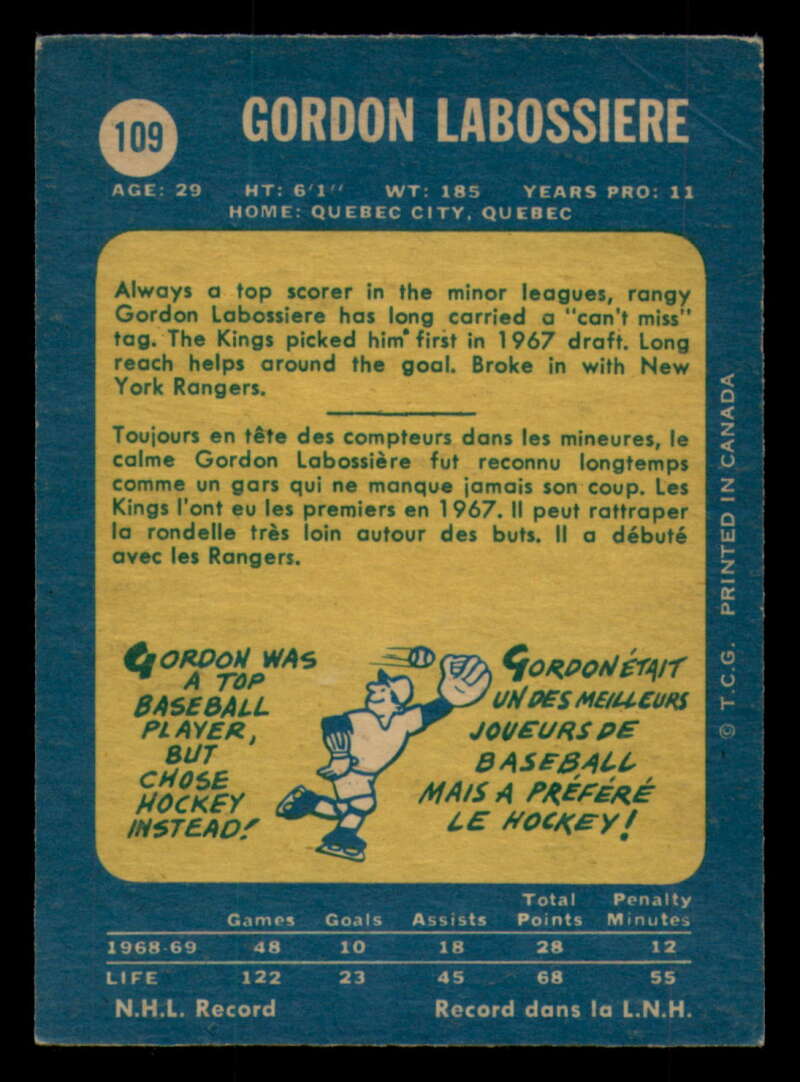 109
GORDON LABOSSIERE
AGE: 29 HT: 6'1" WT: 185 YEARS PRO: 11
HOME: QUEBEC CITY, QUEBEC
Always a top scorer in the minor leagues, rangy
Gordon Labossiere has long carried a "can't miss"
tag. The Kings picked him first in 1967 draft. Long
reach helps around the goal. Broke in with New
York Rangers.
Toujours en tête des compteurs dans les mineures, le
calme Gordon Labossière fut reconnu longtemps
comme un gars qui ne manque jamais son coup. Les
Kings l'ont eu les premiers en 1967. Il peut rattraper
la rondelle très loin autour des buts. Il a débuté
avec les Rangers.
GORDON WAS
A TOP
BASEBALL
PLAYER,
BUT
CHOSE
HOCKEY
INSTEAD!
GORDON ÉTAIT
UN DES MEILLEURS
JOUEURS DE
BASEBALL
MAIS A PRÉFÉRÉ
LE HOCKEY!
© T.C.G. PRINTED IN CANADA
Games Goals Assists Total Points Penalty Minutes
1968-69 48 10 18 28 12
LIFE 122 23 45 68 55
N.H.L. Record Record dans la L.N.H.